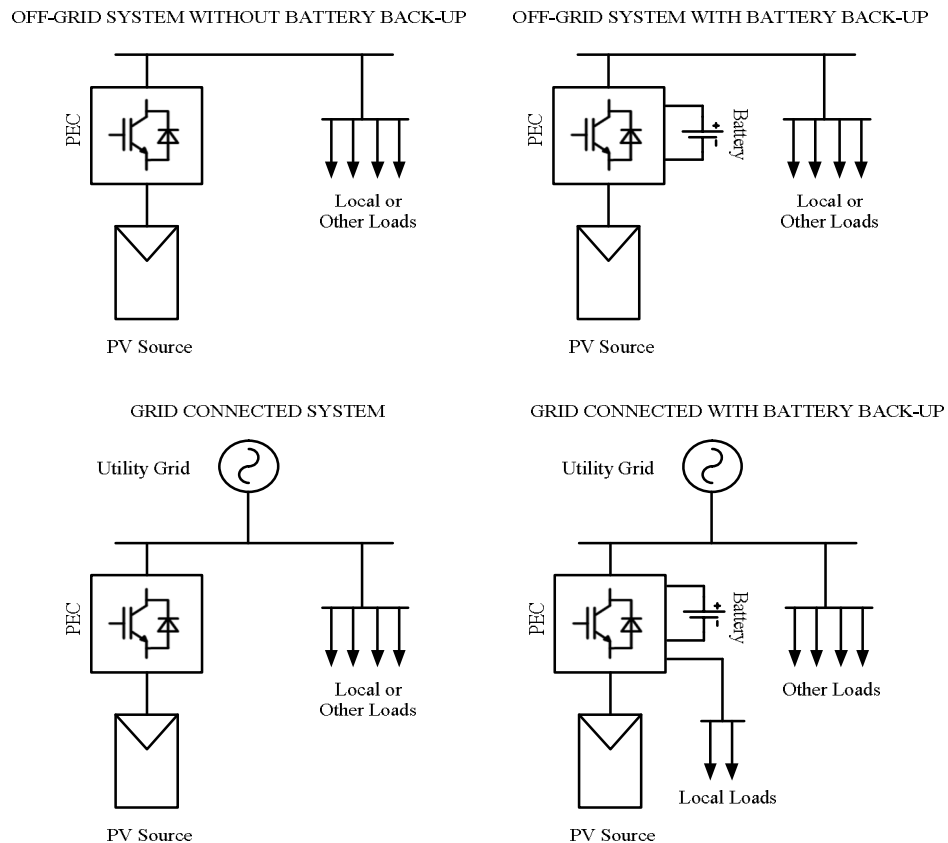 OFF-GRID SYSTEM WITHOUT BATTERY BACK-UP
PEC
Local or
Other Loads
PV Source
OFF-GRID SYSTEM WITH BATTERY BACK-UP
PEC
Battery
Local or
Other Loads
PV Source
GRID CONNECTED SYSTEM
Utility Grid
PEC
Local or
Other Loads
PV Source
GRID CONNECTED WITH BATTERY BACK-UP
Utility Grid
PEC
Battery
Other Loads
Local Loads
PV Source